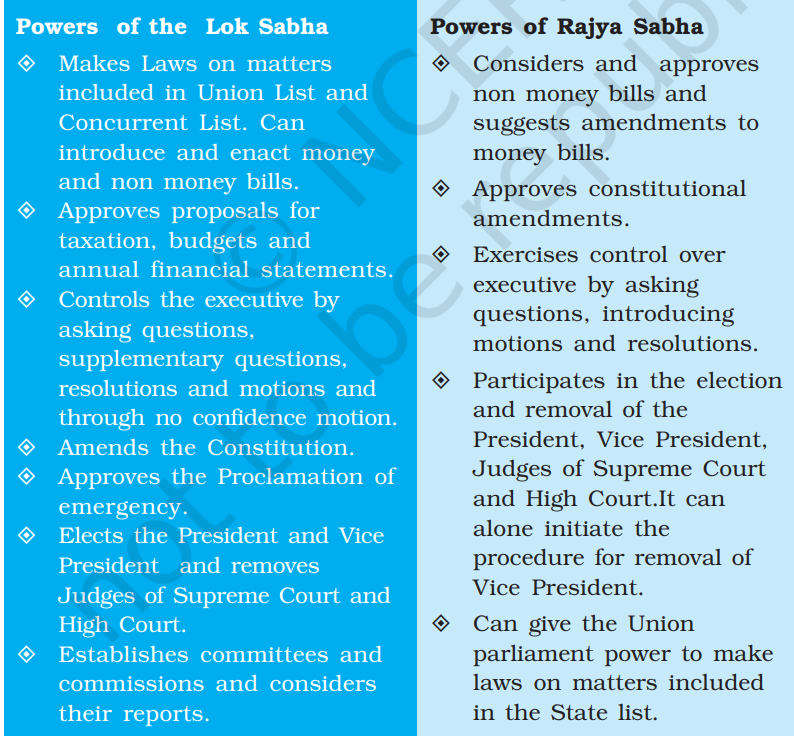 Powers of the Lok Sabha
Makes Laws on matters
included in Union List and
Concurrent List. Can
introduce and enact money
and non money bills.
Approves proposals for
taxation, budgets and
annual financial statements.
Controls the executive by
asking questions,
supplementary questions,
resolutions and motions and
through no confidence motion.
Amends the Constitution.
Approves the Proclamation of
emergency.
Elects the President and Vice
President and removes
Judges of Supreme Court and
High Court.
Establishes committees and
commissions and considers
their reports.
Powers of Rajya Sabha
Considers and approves
non money bills and
suggests amendments to
money bills.
Approves constitutional
amendments.
Exercises control over
executive by asking
questions, introducing
motions and resolutions.
Participates in the election
and removal of the
President, Vice President,
Judges of Supreme Court
and High Court.It can
alone initiate the
procedure for removal of
Vice President.
Can give the Union
parliament power to make
laws on matters included
in the State list.
© NCE
not to be republi